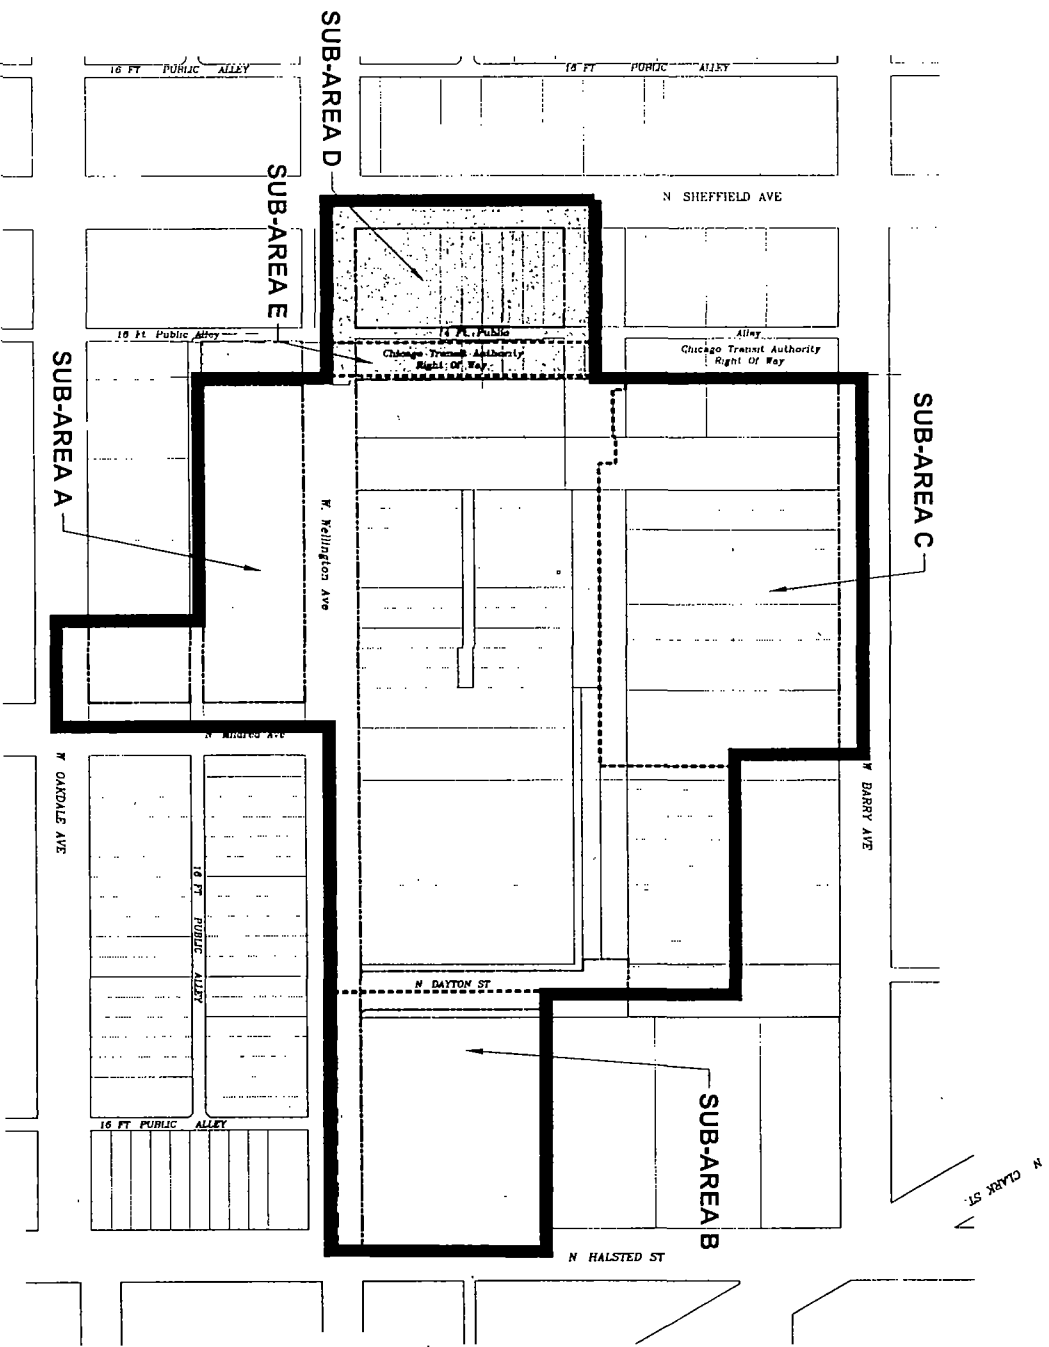 16 FT PUBLIC ALLEY
16 FT PUBLIC ALLEY
SUB-AREA D
N SHEFFIELD AVE
SUB-AREA E
16 Ft Public Alley
14 Ft. Public
Alley
Chicago Transit Authority
Right Of Way
Chicago Transit Authority
Right Of Way
SUB-AREA A
SUB-AREA C
W. Wellington Ave
N Mildred Ave
W OAKDALE AVE
W BARRY AVE
16 FT PUBLIC ALLEY
N DAYTON ST
SUB-AREA B
16 FT PUBLIC ALLEY
N CLARK ST.
N HALSTED ST